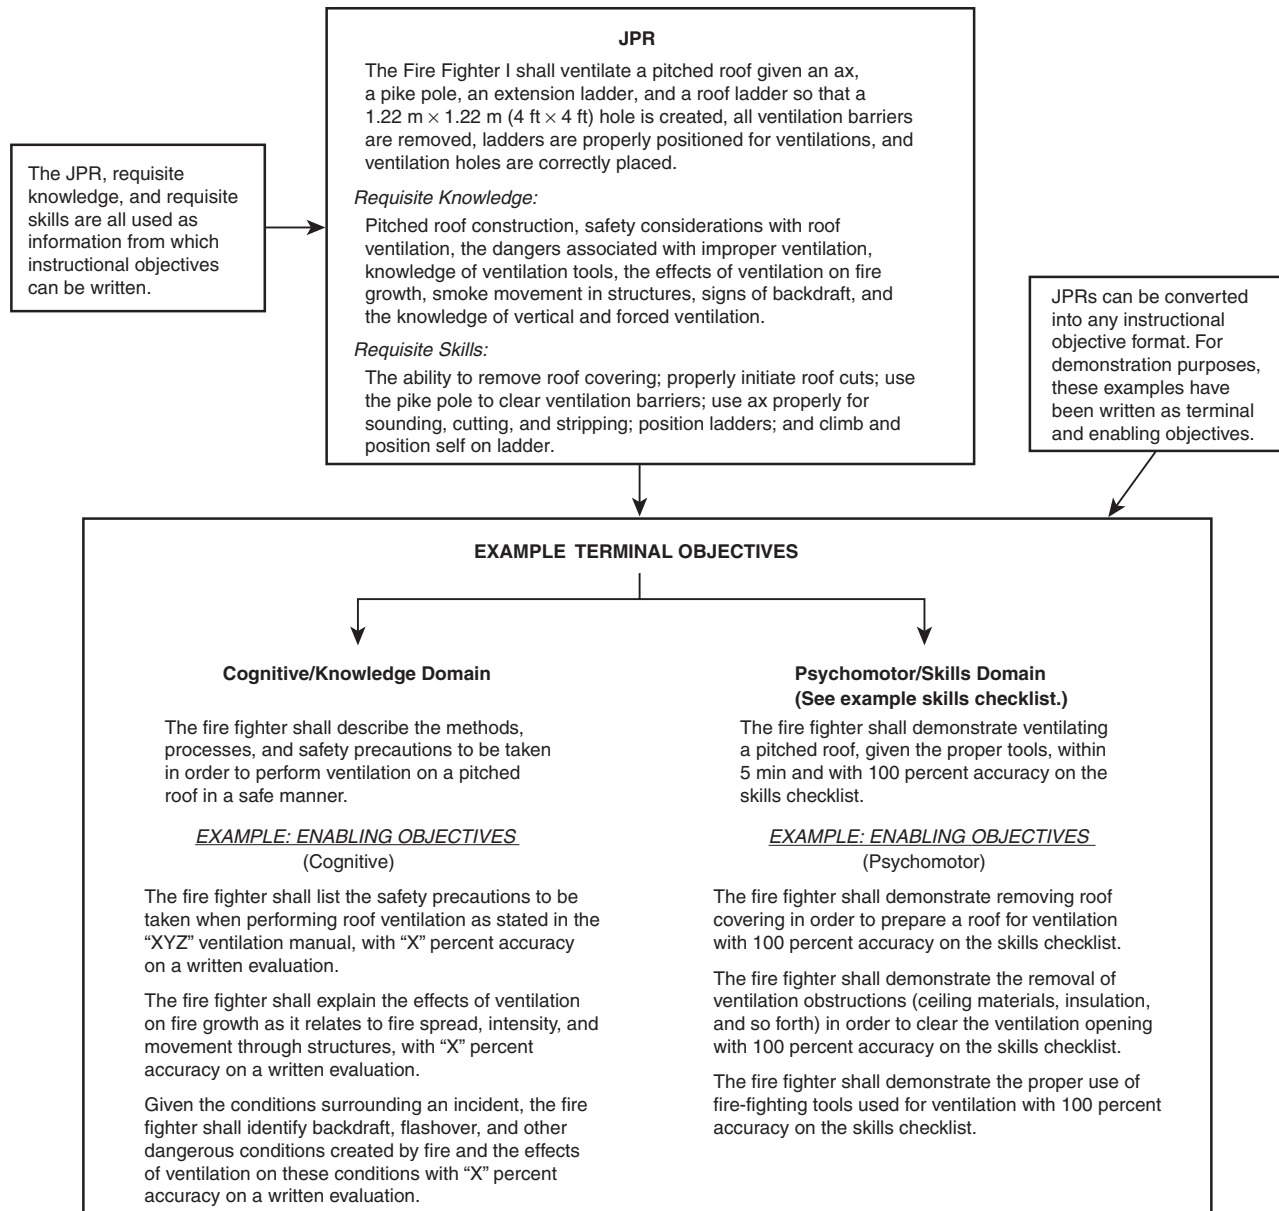 JPR
The Fire Fighter I shall ventilate a pitched roof given an ax,
a pike pole, an extension ladder, and a roof ladder so that a
1.22 m × 1.22 m (4 ft × 4 ft) hole is created, all ventilation barriers
are removed, ladders are properly positioned for ventilations, and
ventilation holes are correctly placed.
Requisite Knowledge:
Pitched roof construction, safety considerations with roof
ventilation, the dangers associated with improper ventilation,
knowledge of ventilation tools, the effects of ventilation on fire
growth, smoke movement in structures, signs of backdraft, and
the knowledge of vertical and forced ventilation.
Requisite Skills:
The ability to remove roof covering; properly initiate roof cuts; use
the pike pole to clear ventilation barriers; use ax properly for
sounding, cutting, and stripping; position ladders; and climb and
position self on ladder.
The JPR, requisite
knowledge, and requisite
skills are all used as
information from which
instructional objectives
can be written.
JPRs can be converted
into any instructional
objective format. For
demonstration purposes,
these examples have
been written as terminal
and enabling objectives.
EXAMPLE TERMINAL OBJECTIVES
Cognitive/Knowledge Domain
The fire fighter shall describe the methods,
processes, and safety precautions to be taken
in order to perform ventilation on a pitched
roof in a safe manner.
EXAMPLE: ENABLING OBJECTIVES
(Cognitive)
The fire fighter shall list the safety precautions to be
taken when performing roof ventilation as stated in the
“XYZ” ventilation manual, with “X” percent accuracy
on a written evaluation.
The fire fighter shall explain the effects of ventilation
on fire growth as it relates to fire spread, intensity, and
movement through structures, with “X” percent
accuracy on a written evaluation.
Given the conditions surrounding an incident, the fire
fighter shall identify backdraft, flashover, and other
dangerous conditions created by fire and the effects
of ventilation on these conditions with “X” percent
accuracy on a written evaluation.
Psychomotor/Skills Domain
(See example skills checklist.)
The fire fighter shall demonstrate ventilating
a pitched roof, given the proper tools, within
5 min and with 100 percent accuracy on the
skills checklist.
EXAMPLE: ENABLING OBJECTIVES
(Psychomotor)
The fire fighter shall demonstrate removing roof
covering in order to prepare a roof for ventilation
with 100 percent accuracy on the skills checklist.
The fire fighter shall demonstrate the removal of
ventilation obstructions (ceiling materials, insulation,
and so forth) in order to clear the ventilation opening
with 100 percent accuracy on the skills checklist.
The fire fighter shall demonstrate the proper use of
fire-fighting tools used for ventilation with 100 percent
accuracy on the skills checklist.